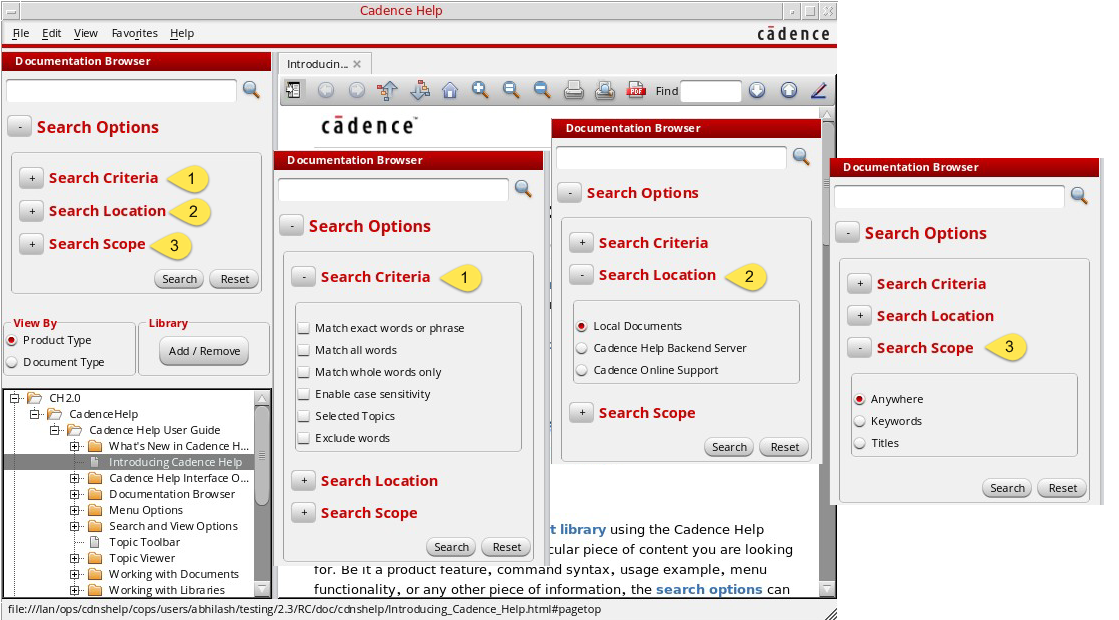 Cadence Help
File Edit View Favorites Help
cādence
Documentation Browser
- Search Options
+ Search Criteria 1
+ Search Location 2
+ Search Scope 3
Search Reset
View By
Product Type
Document Type
Library
Add / Remove
CH2.0
CadenceHelp
Cadence Help User Guide
What's New in Cadence H...
Introducing Cadence Help
Cadence Help Interface O...
Documentation Browser
Menu Options
Search and View Options
Topic Toolbar
Topic Viewer
Working with Documents
Working with Libraries
Introducin...
PDF Find
cādence™
Documentation Browser
- Search Options
- Search Criteria 1
Match exact words or phrase
Match all words
Match whole words only
Enable case sensitivity
Selected Topics
Exclude words
+ Search Location
+ Search Scope
Search Reset
Documentation Browser
- Search Options
+ Search Criteria
- Search Location 2
Local Documents
Cadence Help Backend Server
Cadence Online Support
+ Search Scope
Search Reset
Documentation Browser
- Search Options
+ Search Criteria
+ Search Location
- Search Scope 3
Anywhere
Keywords
Titles
Search Reset
library using the Cadence Help
piece of content you are looking
for. Be it a product feature, command syntax, usage example, menu
functionality, or any other piece of information, the search options can
file:///lan/ops/cdnshelp/cops/users/abhilash/testing/2.3/RC/doc/cdnshelp/Introducing_Cadence_Help.html#pagetop